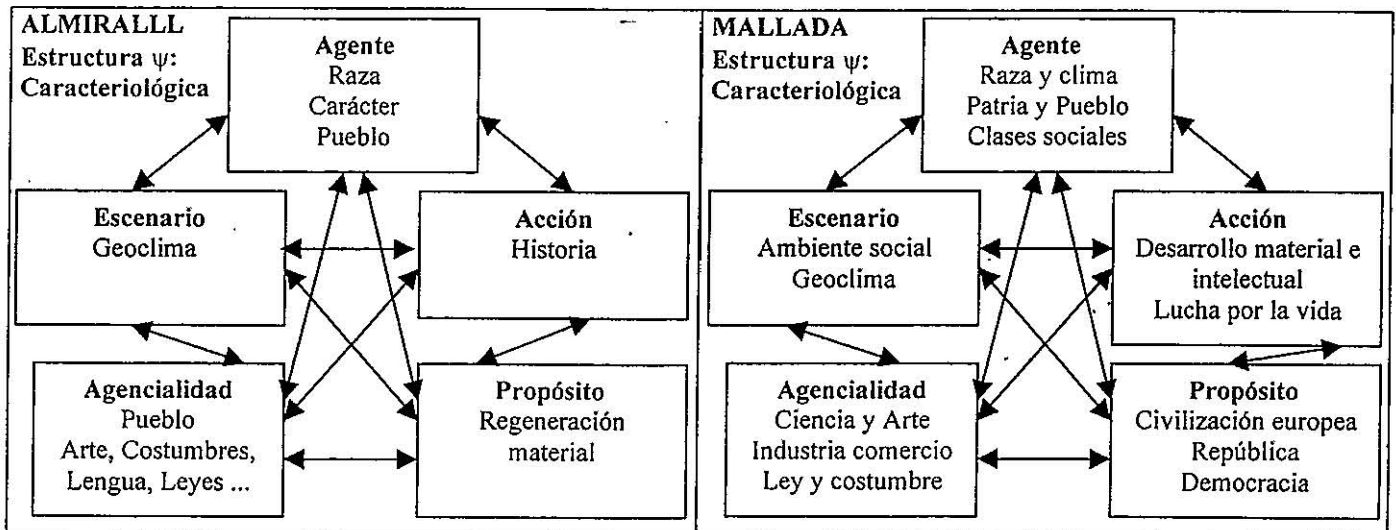 ALMIRALLL
Estructura ψ:
Caracteriológica
Agente
Raza
Carácter
Pueblo
Escenario
Geoclima
Acción
Historia
Agencialidad
Pueblo
Arte, Costumbres,
Lengua, Leyes ...
Propósito
Regeneración
material
MALLADA
Estructura ψ:
Caracteriológica
Agente
Raza y clima
Patria y Pueblo
Clases sociales
Escenario
Ambiente social
Geoclima
Acción
Desarrollo material e
intelectual
Lucha por la vida
Agencialidad
Ciencia y Arte
Industria comercio
Ley y costumbre
Propósito
Civilización europea
República
Democracia